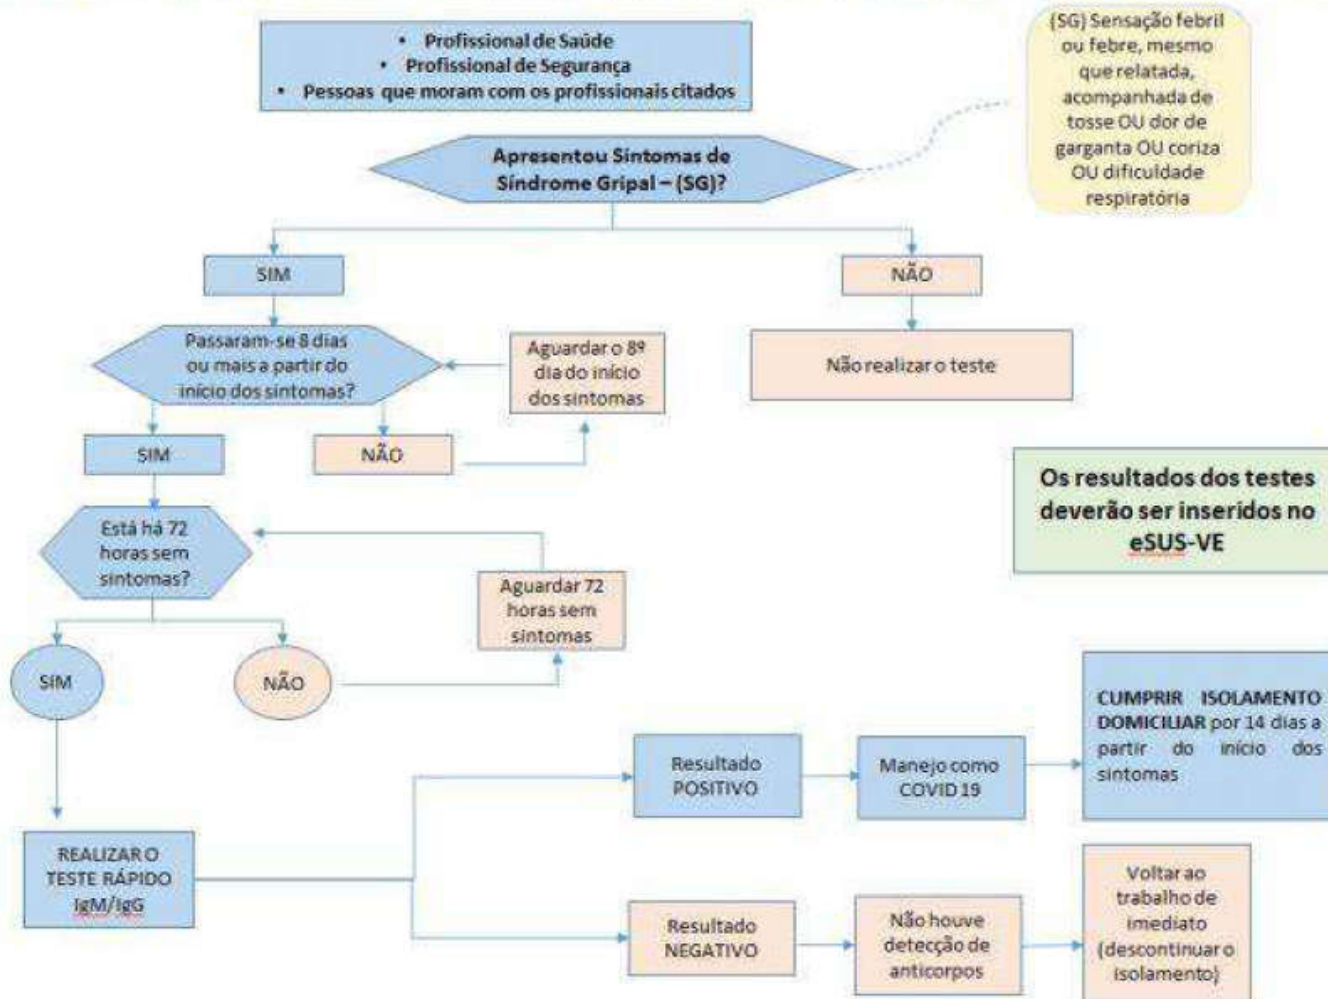 • Profissional de Saúde
• Profissional de Segurança
• Pessoas que moram com os profissionais citados
(SG) Sensação febril
ou febre, mesmo
que relatada,
acompanhada de
tosse OU dor de
garganta OU coriza
OU dificuldade
respiratória
Apresentou Sintomas de
Síndrome Gripal – (SG)?
SIM
NÃO
Passaram-se 8 dias
ou mais a partir do
início dos sintomas?
Aguardar o 8º
dia do início
dos sintomas
Não realizar o teste
SIM
NÃO
Os resultados dos testes
deverão ser inseridos no
eSUS-VE
Está há 72
horas sem
sintomas?
Aguardar 72
horas sem
sintomas
SIM
NÃO
Resultado
POSITIVO
Manejo como
COVID 19
CUMPRIR ISOLAMENTO
DOMICILIAR por 14 dias a
partir do início dos
sintomas
REALIZAR O
TESTE RÁPIDO
IgM/IgG
Resultado
NEGATIVO
Não houve
detecção de
anticorpos
Voltar ao
trabalho de
imediato
(descontinuar o
isolamento)